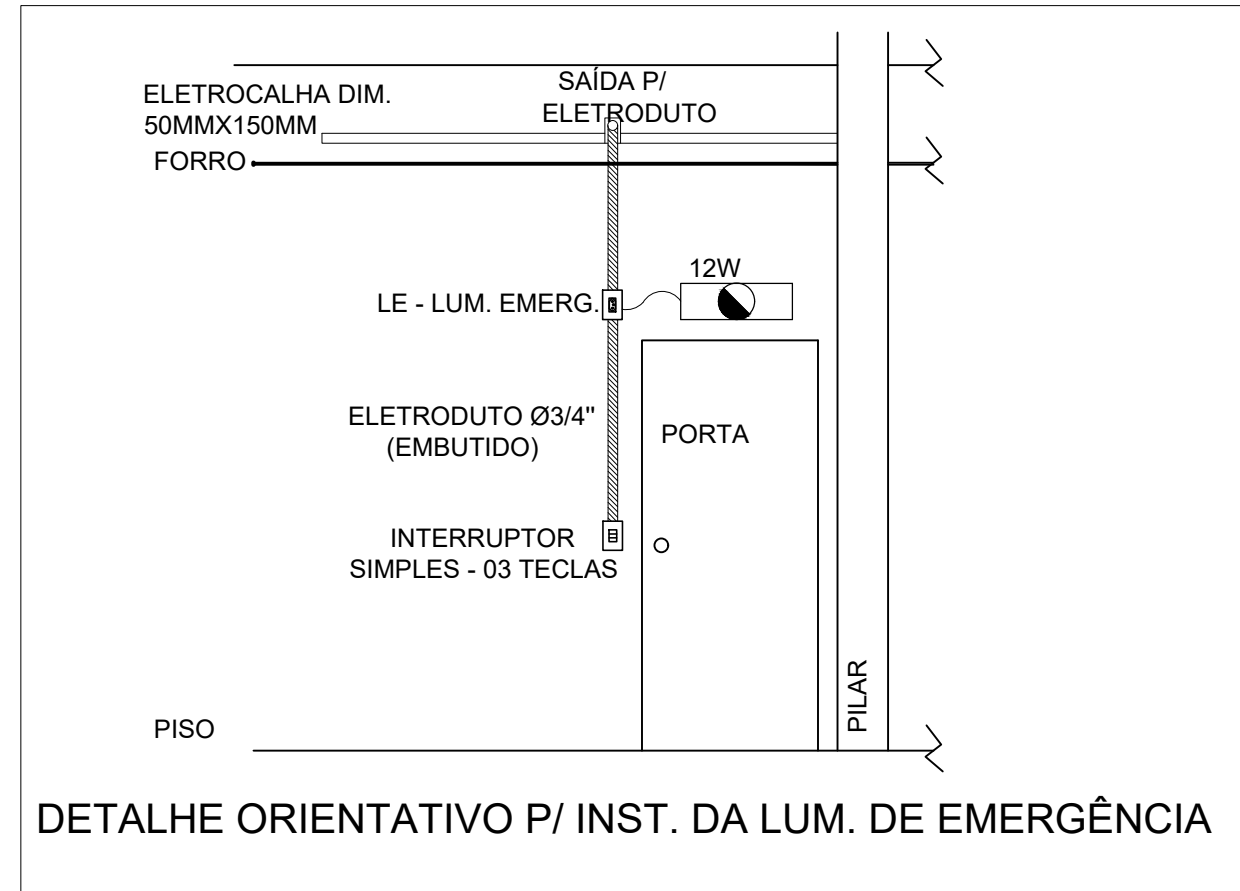 SAÍDA P/
ELETRODUTO
ELETROCALHA DIM.
50MMX150MM
FORRO
12W
LE - LUM. EMERG.
ELETRODUTO Ø3/4"
(EMBUTIDO)
PORTA
INTERRUPTOR
SIMPLES - 03 TECLAS
PILAR
PISO
DETALHE ORIENTATIVO P/ INST. DA LUM. DE EMERGÊNCIA